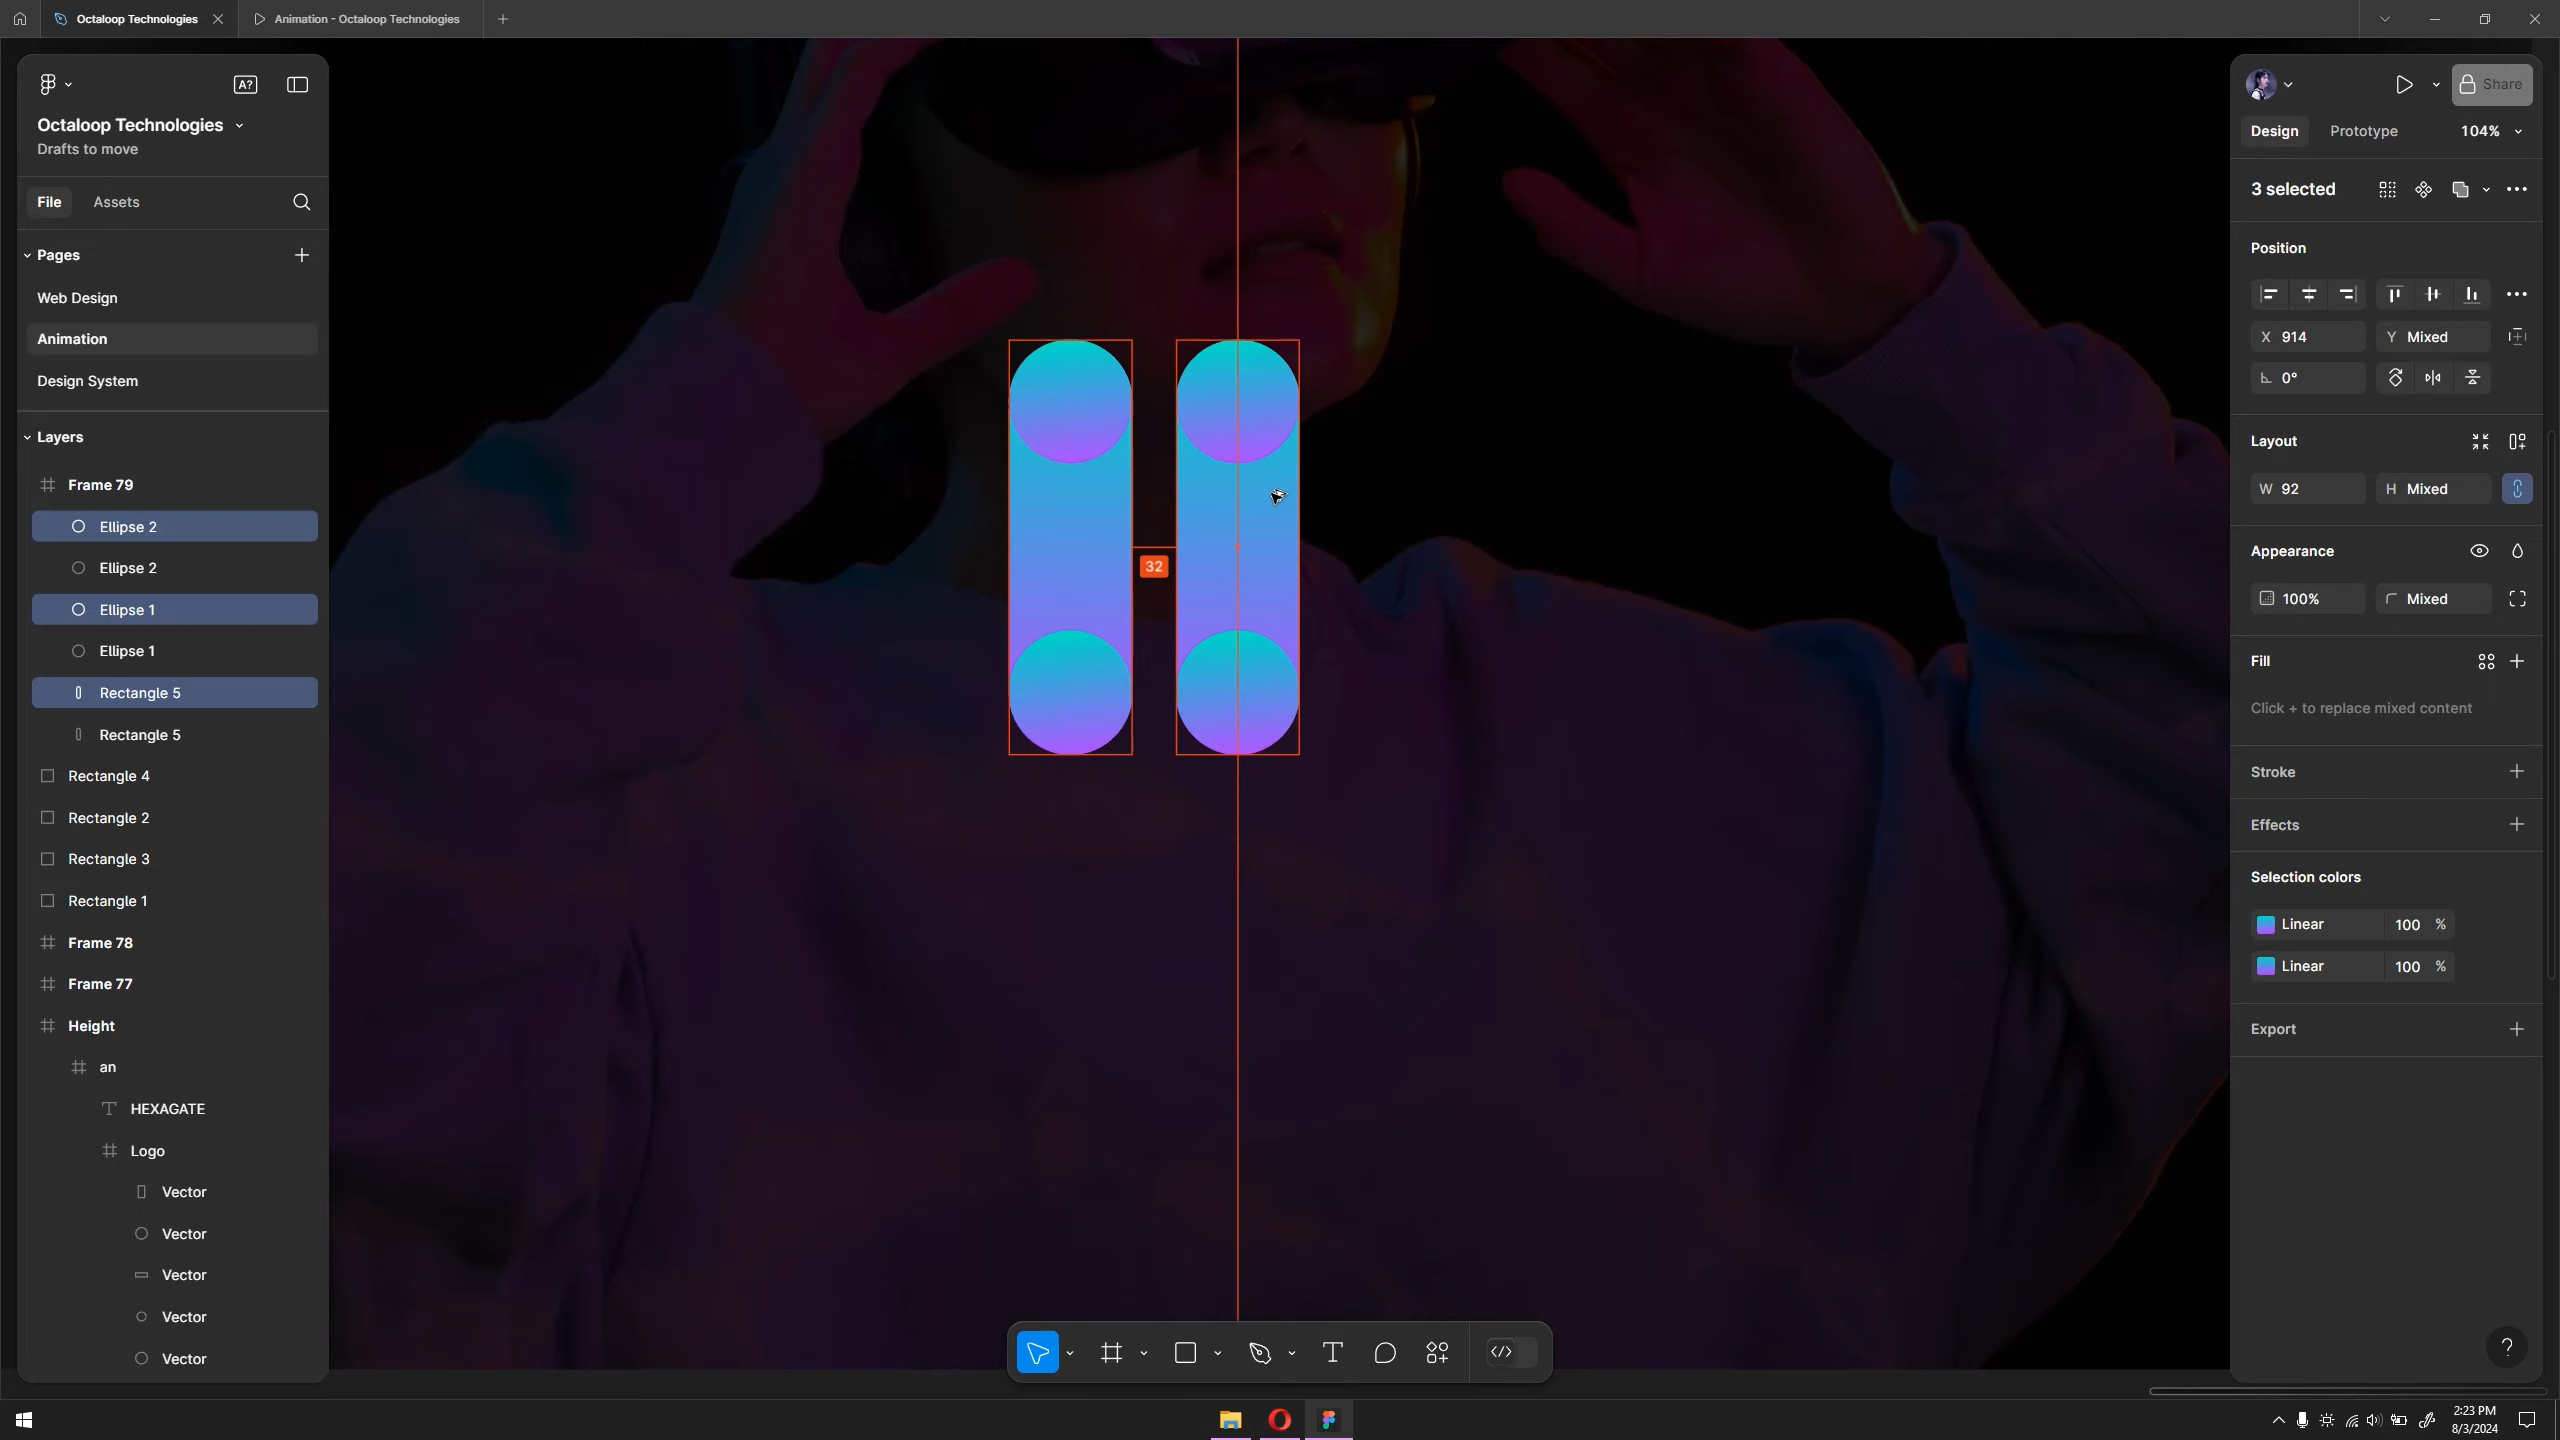 Octaloop Technologies
Animation - Octaloop Technologies
A?
Octaloop Technologies
Drafts to move
File
Assets
Pages
Web Design
Animation
Design System
Layers
Frame 79
Ellipse 2
Ellipse 2
Ellipse 1
Ellipse 1
Rectangle 5
Rectangle 5
Rectangle 4
Rectangle 2
Rectangle 3
Rectangle 1
Frame 78
Frame 77
Height
an
HEXAGATE
Logo
Vector
Vector
Vector
Vector
Vector
32
Share
Design
Prototype
104%
3 selected
Position
X 914
Y Mixed
0°
Layout
W 92
H Mixed
Appearance
100%
Mixed
Fill
Click + to replace mixed content
Stroke
Effects
Selection colors
Linear 100 %
Linear 100 %
Export
?
2:23 PM
8/3/2024